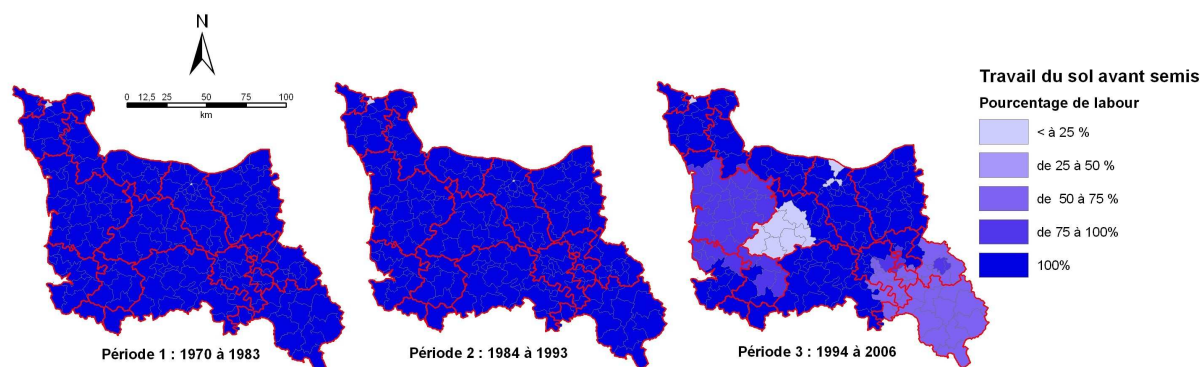 N
0 12,5 25 50 75 100
km
Travail du sol avant semis
Pourcentage de labour
< à 25 %
de 25 à 50 %
de 50 à 75 %
de 75 à 100%
100%
Période 1 : 1970 à 1983
Période 2 : 1984 à 1993
Période 3 : 1994 à 2006